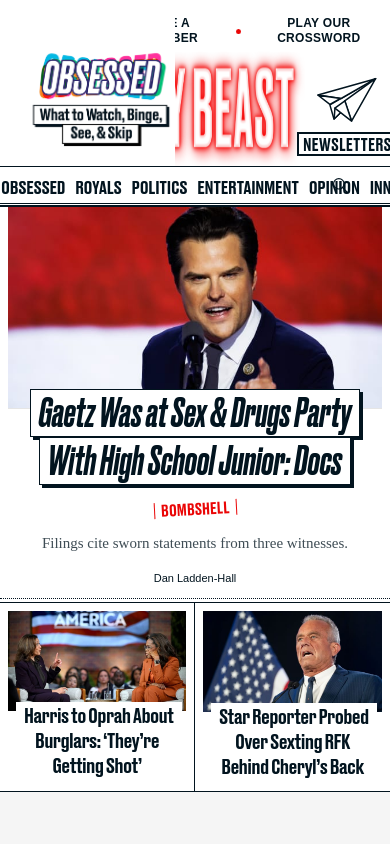 E A
BER
PLAY OUR
CROSSWORD
OBSESSED
What to Watch, Binge,
See, & Skip
Y BEAST
NEWSLETTERS
OBSESSED ROYALS POLITICS ENTERTAINMENT OPINION INN
Gaetz Was at Sex & Drugs Party
With High School Junior: Docs
BOMBSHELL
Filings cite sworn statements from three witnesses.
Dan Ladden-Hall
AMERICA
Harris to Oprah About
Burglars: ‘They’re
Getting Shot’
Star Reporter Probed
Over Sexting RFK
Behind Cheryl’s Back